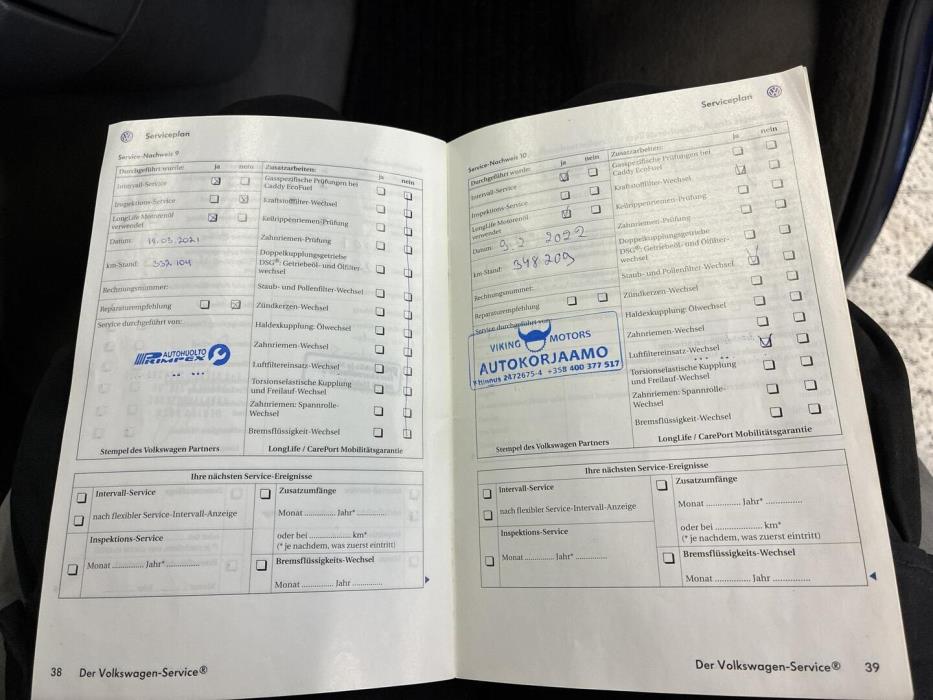 Serviceplan
Service-Nachweis 9
Durchgeführt wurde: ja nein
Intervall-Service
Inspektions-Service
LongLife Motorenöl
verwendet
Datum: 19.03.2021
km-Stand: 332 104
Rechnungsnummer:
Reparaturempfehlung
Service durchgeführt von:
AUTOHUOLTO
PRIMPEX
Stempel des Volkswagen Partners
Zusatzarbeiten: ja nein
Gasspezifische Prüfungen bei
Caddy EcoFuel
Kraftstofffilter-Wechsel
Keilrippenriemen-Prüfung
Zahnriemen-Prüfung
Doppelkupplungsgetriebe
DSG®: Getriebeöl- und Ölfilter-
wechsel
Staub- und Pollenfilter-Wechsel
Zündkerzen-Wechsel
Haldexkupplung: Ölwechsel
Zahnriemen-Wechsel
Luftfiltereinsatz-Wechsel
Torsionselastische Kupplung
und Freilauf-Wechsel
Zahnriemen: Spannrolle-
Wechsel
Bremsflüssigkeit-Wechsel
LongLife / CarePort Mobilitätsgarantie
Ihre nächsten Service-Ereignisse
Intervall-Service
nach flexibler Service-Intervall-Anzeige
Inspektions-Service
Monat ............ Jahr* ............
Zusatzumfänge
Monat ............ Jahr* ............
oder bei ............ km*
(* je nachdem, was zuerst eintritt)
Bremsflüssigkeits-Wechsel
Monat ............ Jahr ............
38 Der Volkswagen-Service®
Serviceplan
Service-Nachweis 10
Durchgeführt wurde: ja nein
Intervall-Service
Inspektions-Service
LongLife Motorenöl
verwendet
Datum: 9.2 2022
km-Stand: 348 209
Rechnungsnummer:
Reparaturempfehlung
Service durchgeführt von:
VIKING MOTORS
AUTOKORJAAMO
Y-tunnus 2472675-4 +358 400 377 517
Stempel des Volkswagen Partners
Zusatzarbeiten: ja nein
Gasspezifische Prüfungen bei
Caddy EcoFuel
Kraftstofffilter-Wechsel
Keilrippenriemen-Prüfung
Zahnriemen-Prüfung
Doppelkupplungsgetriebe
DSG®: Getriebeöl- und Ölfilter-
wechsel
Staub- und Pollenfilter-Wechsel
Zündkerzen-Wechsel
Haldexkupplung: Ölwechsel
Zahnriemen-Wechsel
Luftfiltereinsatz-Wechsel
Torsionselastische Kupplung
und Freilauf-Wechsel
Zahnriemen: Spannrolle-
Wechsel
Bremsflüssigkeit-Wechsel
LongLife / CarePort Mobilitätsgarantie
Ihre nächsten Service-Ereignisse
Intervall-Service
nach flexibler Service-Intervall-Anzeige
Inspektions-Service
Monat ............ Jahr* ............
Zusatzumfänge
Monat ............ Jahr* ............
oder bei ............ km*
(* je nachdem, was zuerst eintritt)
Bremsflüssigkeits-Wechsel
Monat ............ Jahr ............
Der Volkswagen-Service® 39